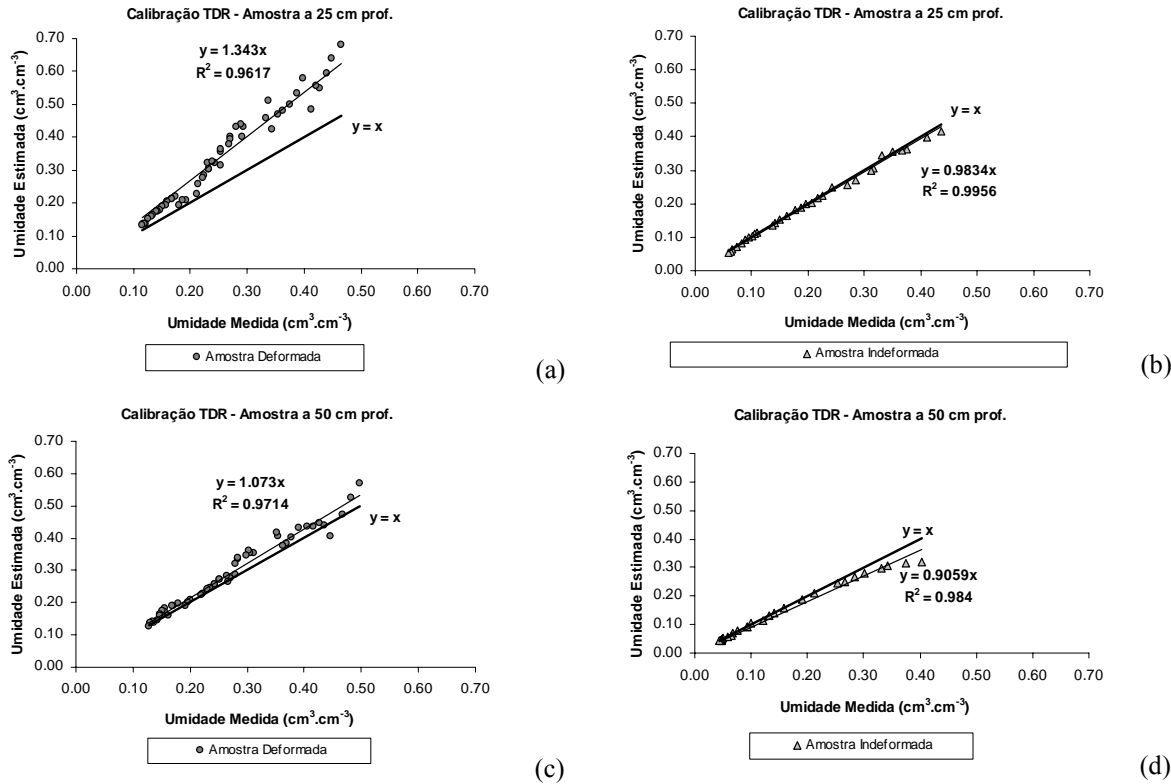 Calibração TDR - Amostra a 25 cm prof.
Umidade Estimada (cm³.cm⁻³)
0.70
0.60
0.50
0.40
0.30
0.20
0.10
0.00
y = 1.343x
R² = 0.9617
y = x
0.00 0.10 0.20 0.30 0.40 0.50 0.60 0.70
Umidade Medida (cm³.cm⁻³)
Amostra Deformada
(a)
Calibração TDR - Amostra a 25 cm prof.
Umidade Estimada (cm³.cm⁻³)
0.70
0.60
0.50
0.40
0.30
0.20
0.10
0.00
y = x
y = 0.9834x
R² = 0.9956
0.00 0.10 0.20 0.30 0.40 0.50 0.60 0.70
Umidade Medida (cm³.cm⁻³)
Amostra Indeformada
(b)
Calibração TDR - Amostra a 50 cm prof.
Umidade Estimada (cm³.cm⁻³)
0.70
0.60
0.50
0.40
0.30
0.20
0.10
0.00
y = 1.073x
R² = 0.9714
y = x
0.00 0.10 0.20 0.30 0.40 0.50 0.60 0.70
Umidade Medida (cm³.cm⁻³)
Amostra Deformada
(c)
Calibração TDR - Amostra a 50 cm prof.
Umidade Estimada (cm³.cm⁻³)
0.70
0.60
0.50
0.40
0.30
0.20
0.10
0.00
y = x
y = 0.9059x
R² = 0.984
0.00 0.10 0.20 0.30 0.40 0.50 0.60 0.70
Umidade Medida (cm³.cm⁻³)
Amostra Indeformada
(d)